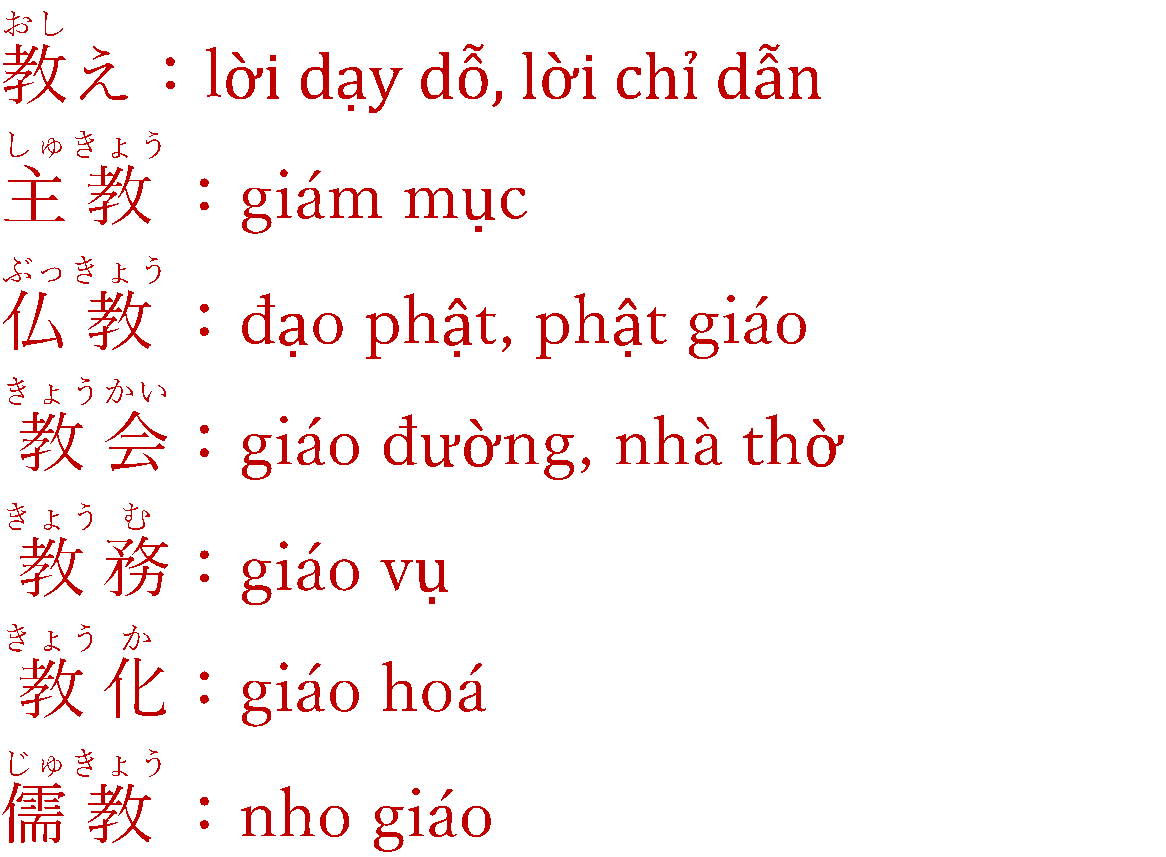 おし
教え：lời dạy dỗ, lời chỉ dẫn
しゅきょう
主教：giám mục
ぶっきょう
仏教：đạo phật, phật giáo
きょうかい
教会：giáo đường, nhà thờ
きょう む
教務：giáo vụ
きょう か
教化：giáo hoá
じゅきょう
儒教：nho giáo